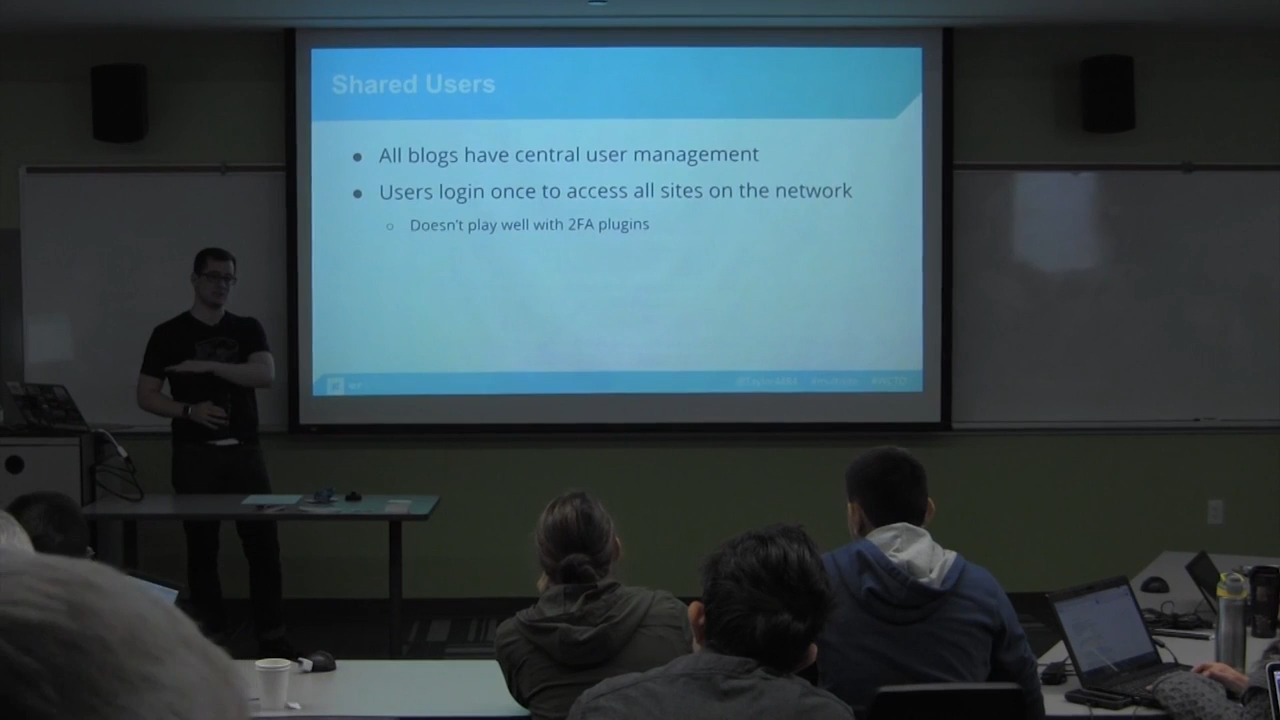 Shared Users
● All blogs have central user management
● Users login once to access all sites on the network
○ Doesn't play well with 2FA plugins